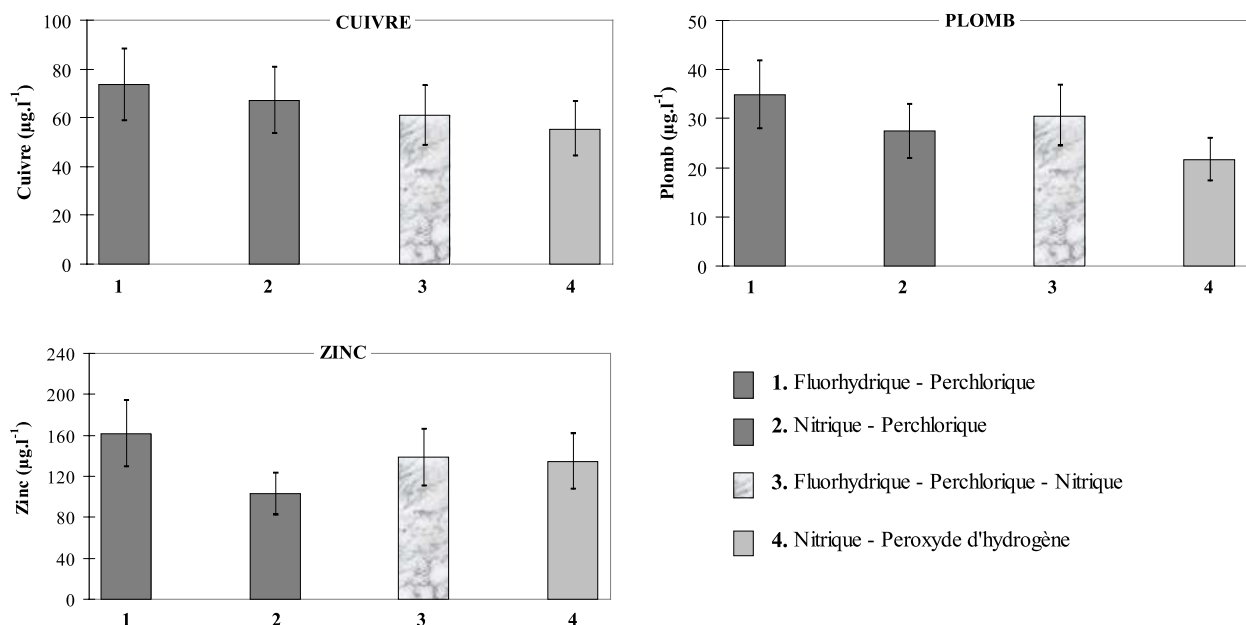 CUIVRE
Cuivre (µg.l⁻¹)
100
80
60
40
20
0
1 2 3 4
PLOMB
Plomb (µg.l⁻¹)
50
40
30
20
10
0
1 2 3 4
ZINC
Zinc (µg.l⁻¹)
240
200
160
120
80
40
0
1 2 3 4
1. Fluorhydrique - Perchlorique
2. Nitrique - Perchlorique
3. Fluorhydrique - Perchlorique - Nitrique
4. Nitrique - Peroxyde d'hydrogène